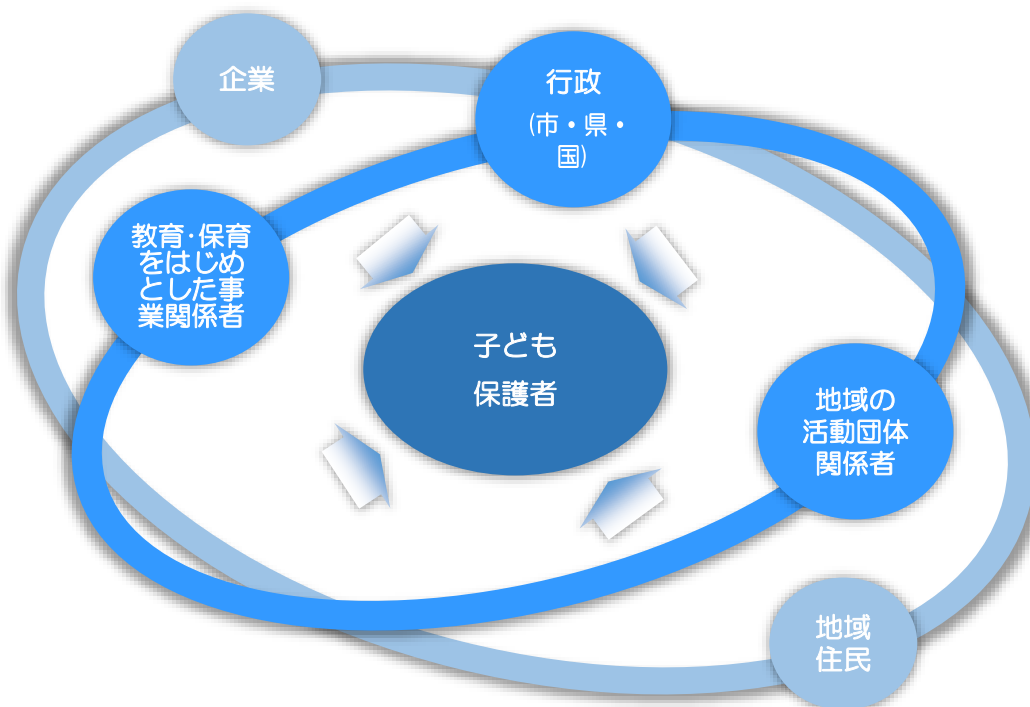 企業
行政
(市・県・
国)
教育・保育
をはじめ
とした事
業関係者
子ども
保護者
地域の
活動団体
関係者
地域
住民